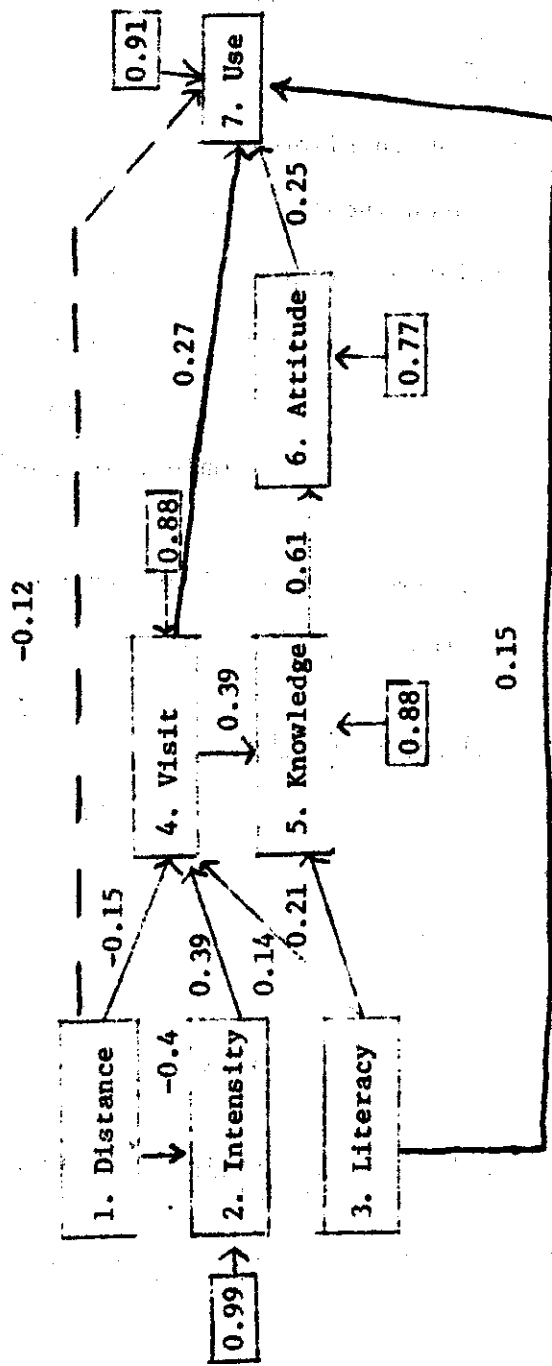 -0.12
0.91
7. Use
0.27
0.25
0.88
6. Attitude
0.77
4. Visit
0.39
0.61
5. Knowledge
0.88
-0.15
0.39
0.14
0.21
1. Distance
-0.4
2. Intensity
0.99
3. Literacy
0.15